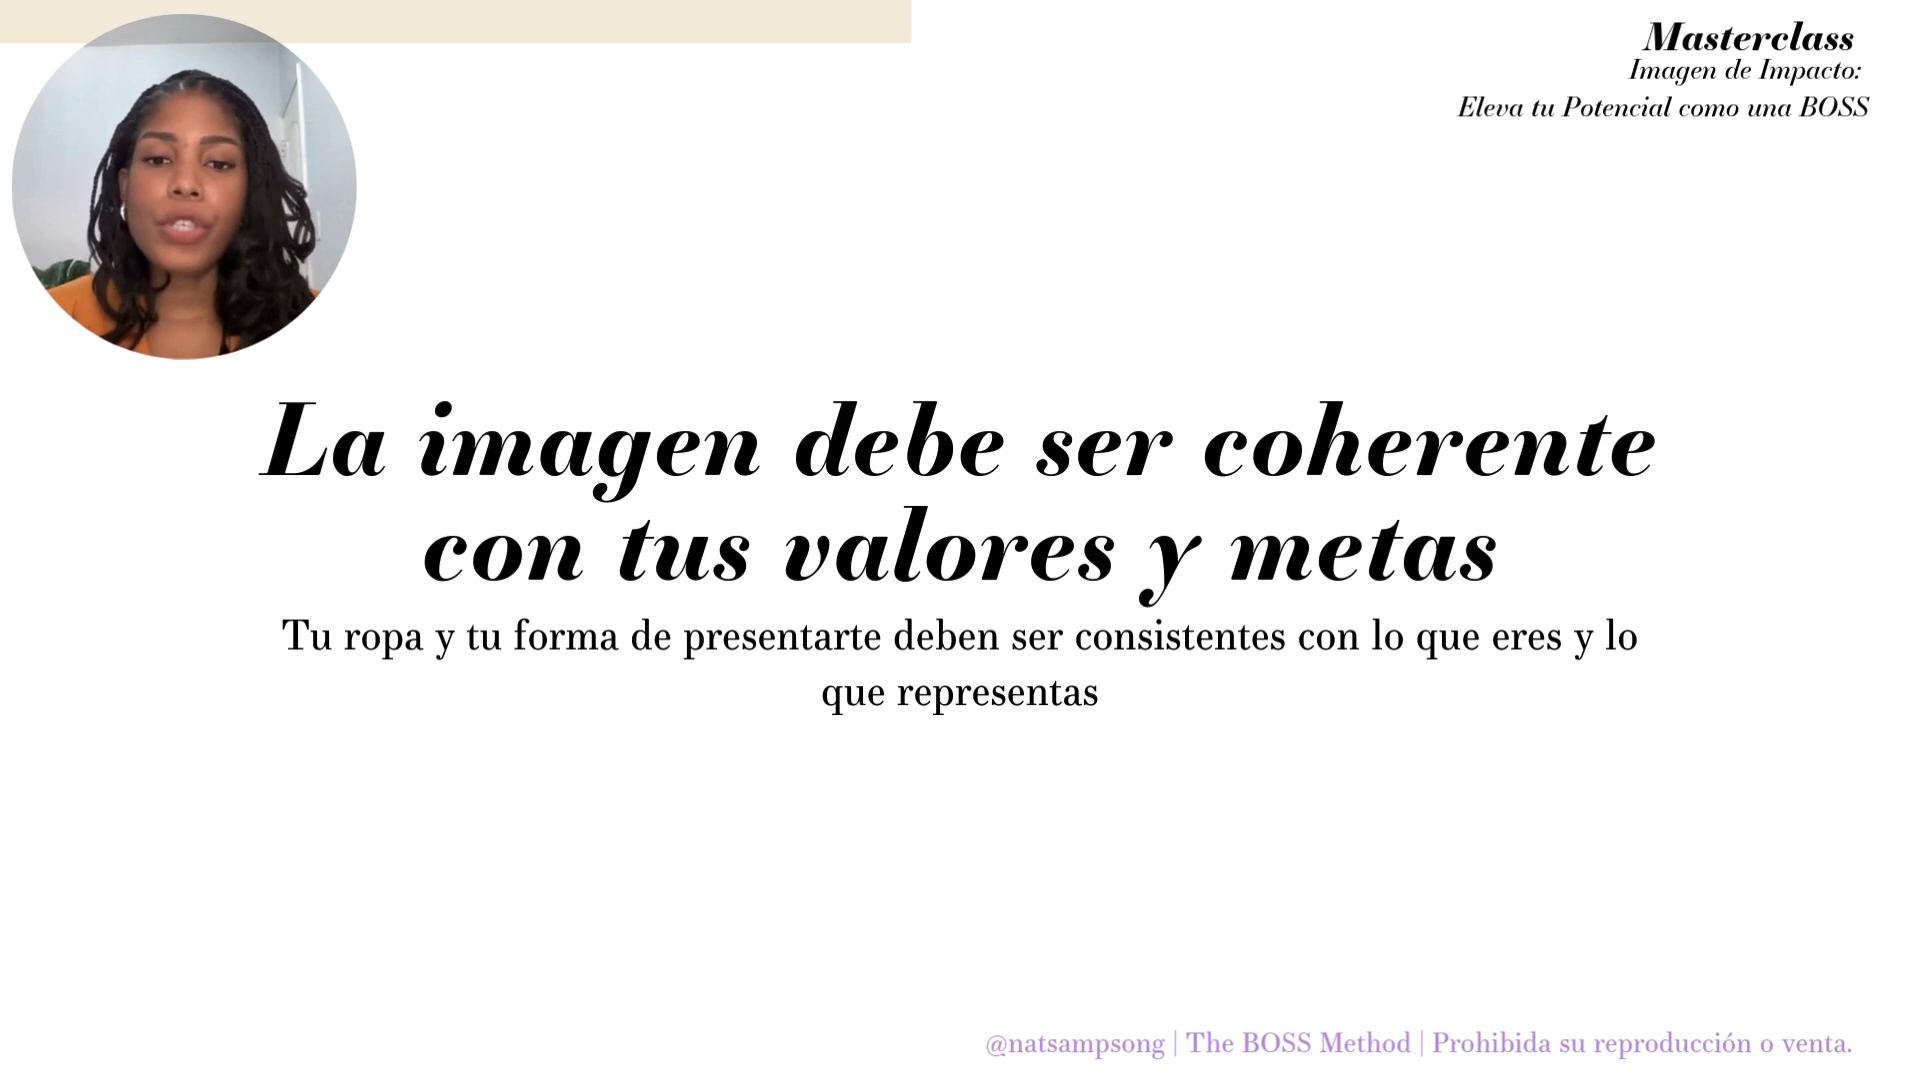 Masterclass
Imagen de Impacto:
Eleva tu Potencial como una BOSS
La imagen debe ser coherente
con tus valores y metas
Tu ropa y tu forma de presentarte deben ser consistentes con lo que eres y lo
que representas
@natsampsong | The BOSS Method | Prohibida su reproducción o venta.